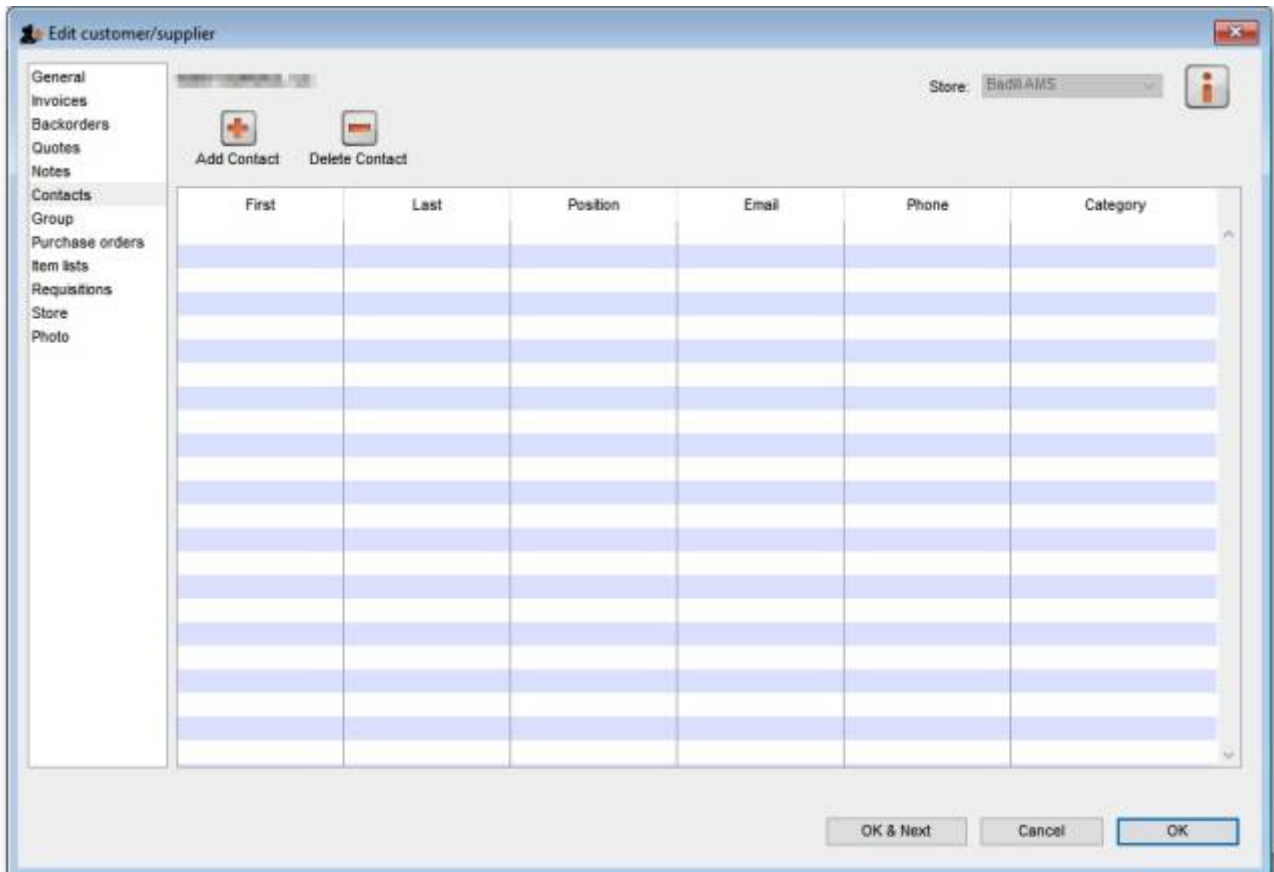 Edit customer/supplier
General
Invoices
Backorders
Quotes
Notes
Contacts
Group
Purchase orders
Item lists
Requisitions
Store
Photo
Store:
Add Contact Delete Contact
First Last Position Email Phone Category
OK & Next Cancel OK